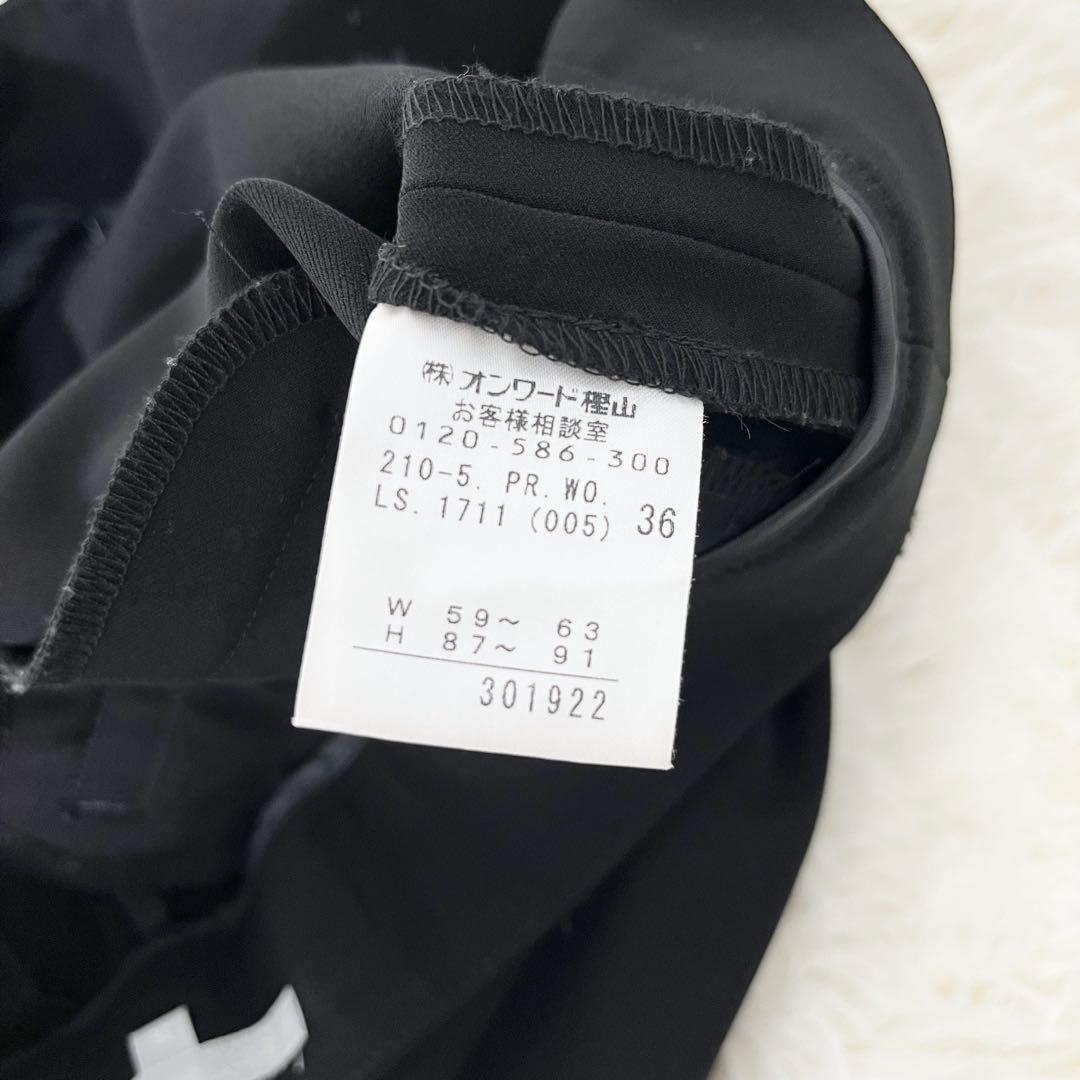 (株)オンワード樫山
お客様相談室
0120-586-300
210-5. PR. WO.
LS. 1711 (005) 36
W 59～ 63
H 87～ 91
301922